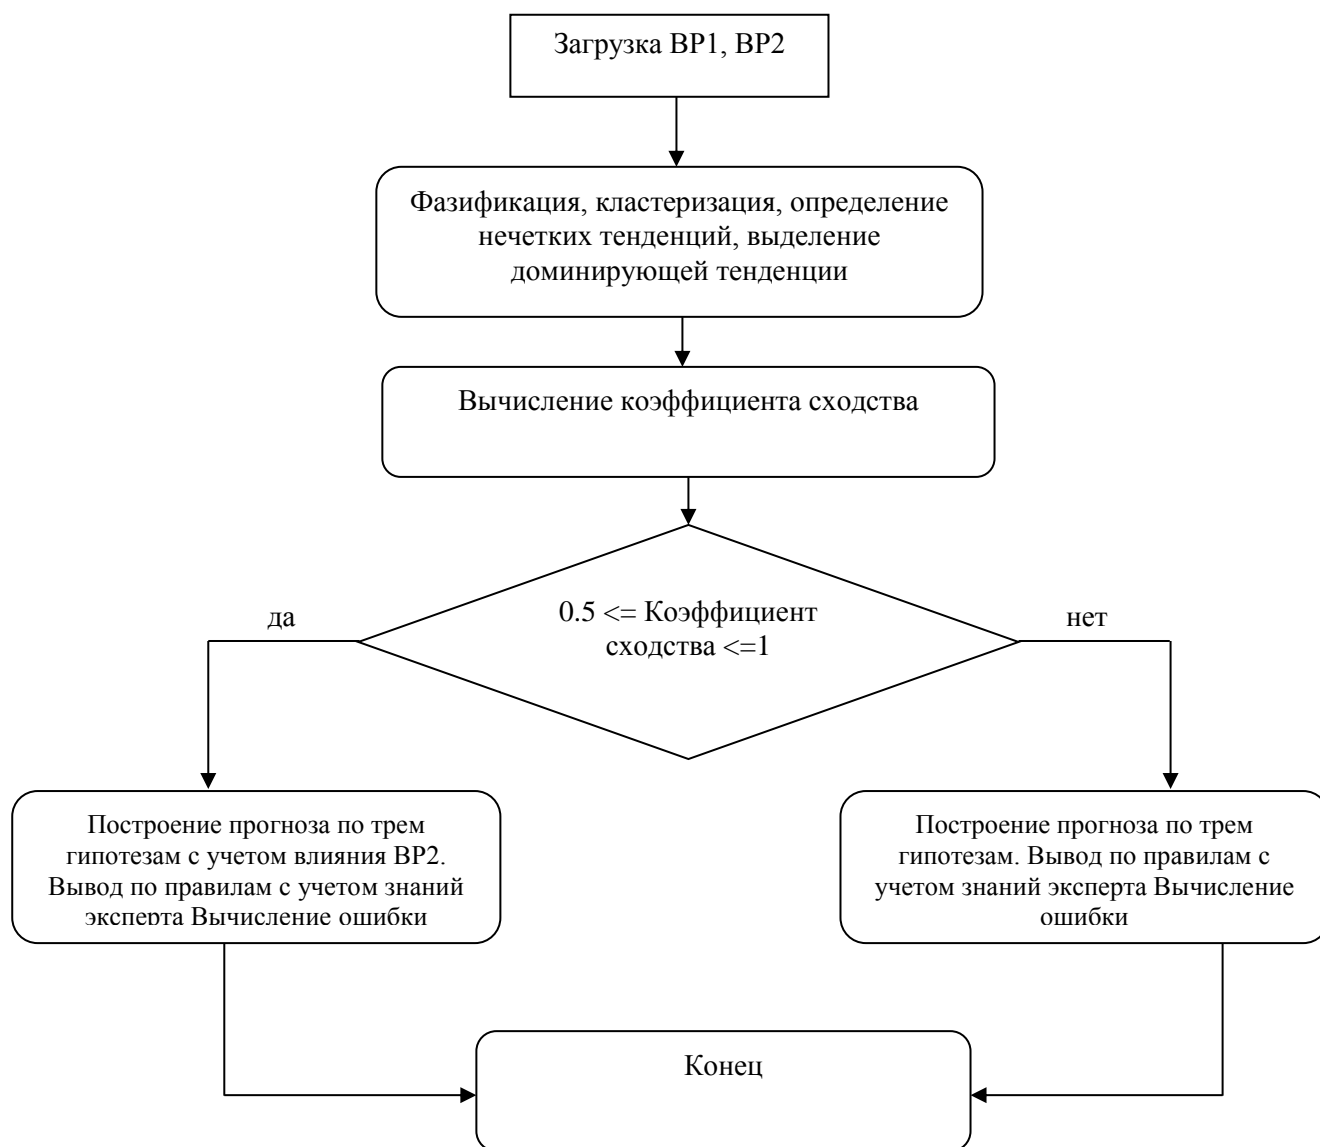 Загрузка ВР1, ВР2
Фазификация, кластеризация, определение
нечетких тенденций, выделение
доминирующей тенденции
Вычисление коэффициента сходства
да
0.5 <= Коэффициент
сходства <=1
нет
Построение прогноза по трем
гипотезам с учетом влияния ВР2.
Вывод по правилам с учетом знаний
эксперта Вычисление ошибки
Построение прогноза по трем
гипотезам. Вывод по правилам с
учетом знаний эксперта Вычисление
ошибки
Конец